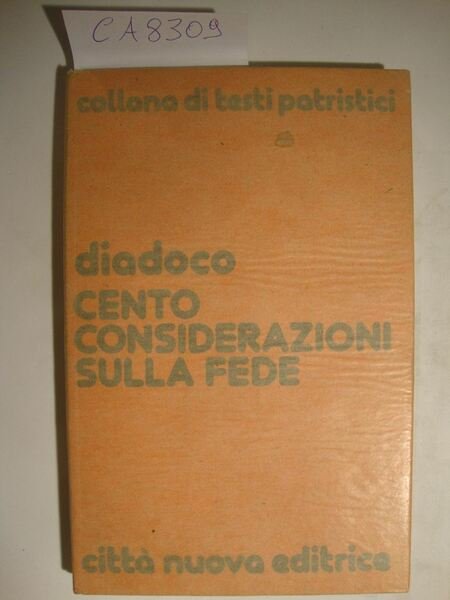 CA8309
collana di testi patristici
diadoco
CENTO
CONSIDERAZIONI
SULLA FEDE
città nuova editrice